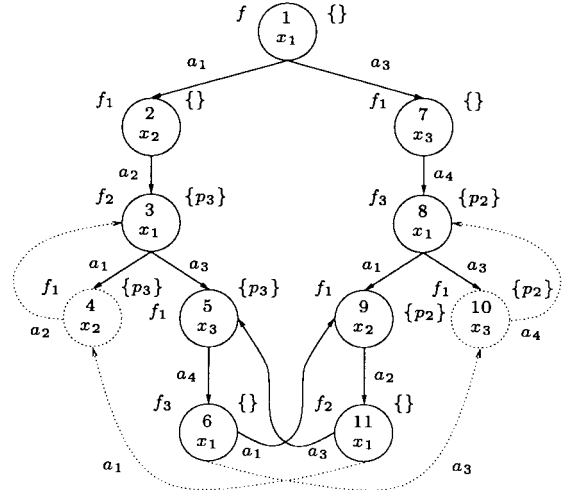 f 1 {}
x₁
a₁ a₃
f₁ 2 {} f₁ 7 {}
x₂ x₃
a₂ a₄
f₂ 3 {p₃} f₃ 8 {p₂}
x₁ x₁
a₁ a₃ a₁ a₃
f₁ 4 {p₃} 5 {p₃} f₁ 9 f₁ 10 {p₂}
a₂ x₂ f₁ x₃ x₂ {p₂} x₃ a₄
a₄ a₂
f₃ 6 {} f₂ 11 {}
x₁ a₁ a₃ x₁
a₁ a₃